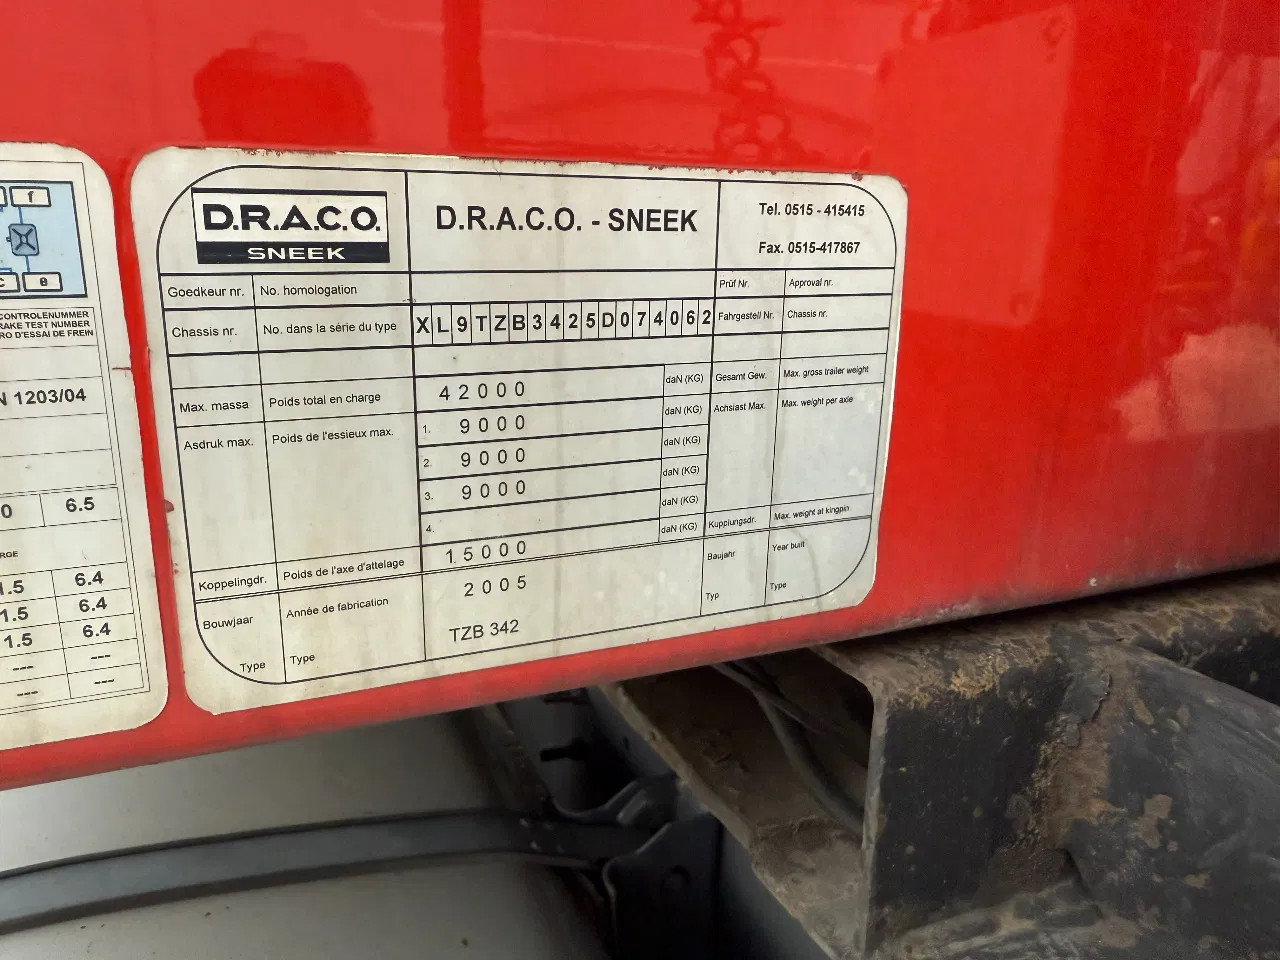 f
e
CONTROLENUMMER
RAKE TEST NUMBER
RO D'ESSAI DE FREIN
N 1203/04
0 6.5
RGE
1.5 6.4
1.5 6.4
1.5 6.4
--- ---
--- ---
D.R.A.C.O.
SNEEK
D.R.A.C.O. - SNEEK
Tel. 0515 - 415415
Fax. 0515-417867
Goedkeur nr. No. homologation Prüf Nr. Approval nr.
Chassis nr. No. dans la série du type XL9TZB3425D074062 Fahrgestell Nr. Chassis nr.
Max. massa Poids total en charge 42000 daN (KG) Gesamt Gew. Max. gross trailer weight
Asdruk max. Poids de l'essieux max. 1. 9000 daN (KG) Achslast Max. Max. weight per axle
2. 9000 daN (KG)
3. 9000 daN (KG)
4. daN (KG)
Koppelingdr. Poids de l'axe d'attelage 15000 daN (KG) Kupplungsdr. Max. weight at kingpin
Bouwjaar Année de fabrication 2005 Baujahr Year built
Type Type TZB 342 Typ Type